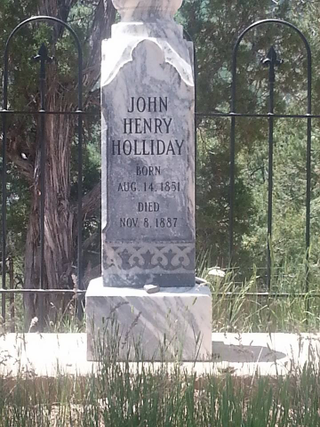 JOHN
HENRY
HOLLIDAY
BORN
AUG. 14, 1851
DIED
NOV. 8, 1887